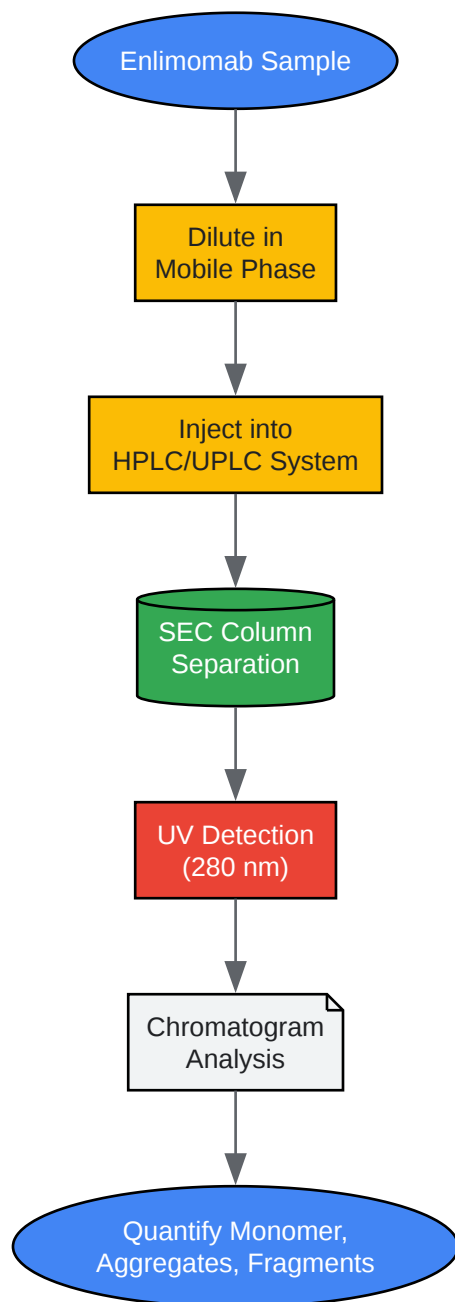 Enlimomab Sample
Dilute in
Mobile Phase
Inject into
HPLC/UPLC System
SEC Column
Separation
UV Detection
(280 nm)
Chromatogram
Analysis
Quantify Monomer,
Aggregates, Fragments